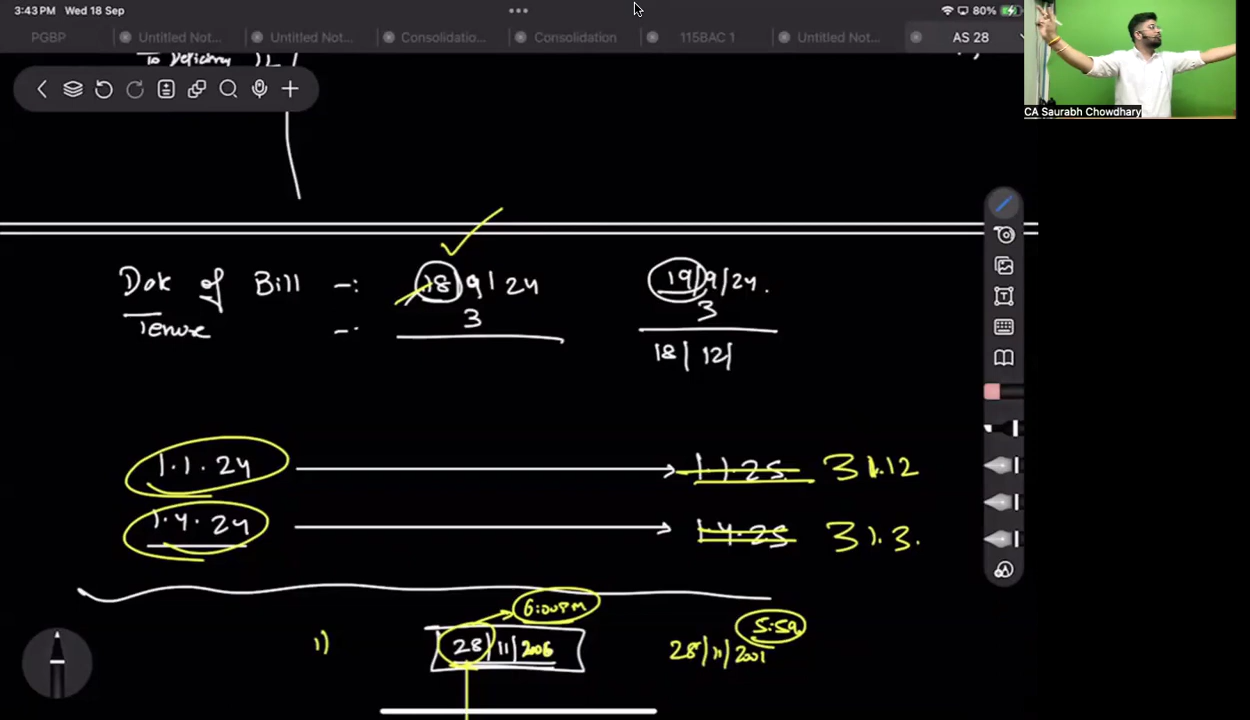 3:43 PM Wed 18 Sep
80%
PGBP Untitled Not... Untitled Not... Consolidatio... Consolidation 115BAC 1 Untitled Not... AS 28
To Deficiency
CA Saurabh Chowdhary
Date of Bill -: 18/9/24 19/9/24.
Tenure -: 3 3
18/12/
1.1.24 1.1.25 31.12
1.4.24 1.4.25 31.3.
6:00PM
5:59
1) 28/11/2006 28/11/2001